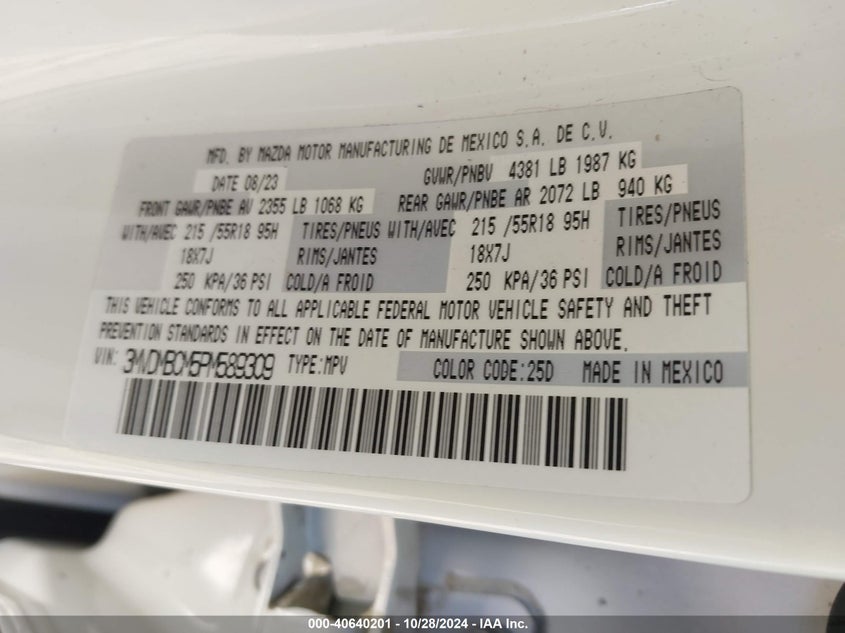 MFD. BY MAZDA MOTOR MANUFACTURING DE MEXICO S.A. DE C.V.
DATE 08/23 GVWR/PNBV 4381 LB 1987 KG
FRONT GAWR/PNBE AV 2355 LB 1068 KG REAR GAWR/PNBE AR 2072 LB 940 KG
WITH/AVEC 215 /55R18 95H TIRES/PNEUS WITH/AVEC 215 /55R18 95H TIRES/PNEUS
18X7J RIMS/JANTES 18X7J RIMS/JANTES
250 KPA/36 PSI COLD/A FROID 250 KPA/36 PSI COLD/A FROID
THIS VEHICLE CONFORMS TO ALL APPLICABLE FEDERAL MOTOR VEHICLE SAFETY AND THEFT
PREVENTION STANDARDS IN EFFECT ON THE DATE OF MANUFACTURE SHOWN ABOVE.
VIN: 3MVDMBCM5PM589309 TYPE:MPV COLOR CODE:25D MADE IN MEXICO
000-40640201 - 10/28/2024 - IAA Inc.